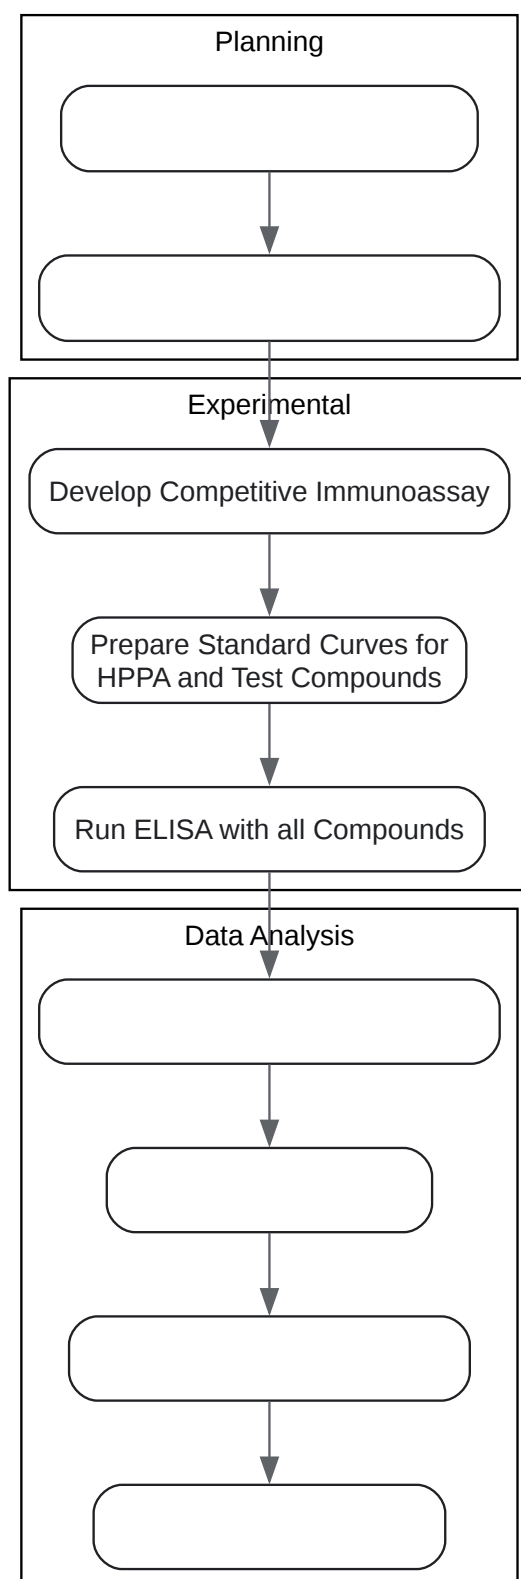 Planning
Experimental
Develop Competitive Immunoassay
Prepare Standard Curves for
HPPA and Test Compounds
Run ELISA with all Compounds
Data Analysis